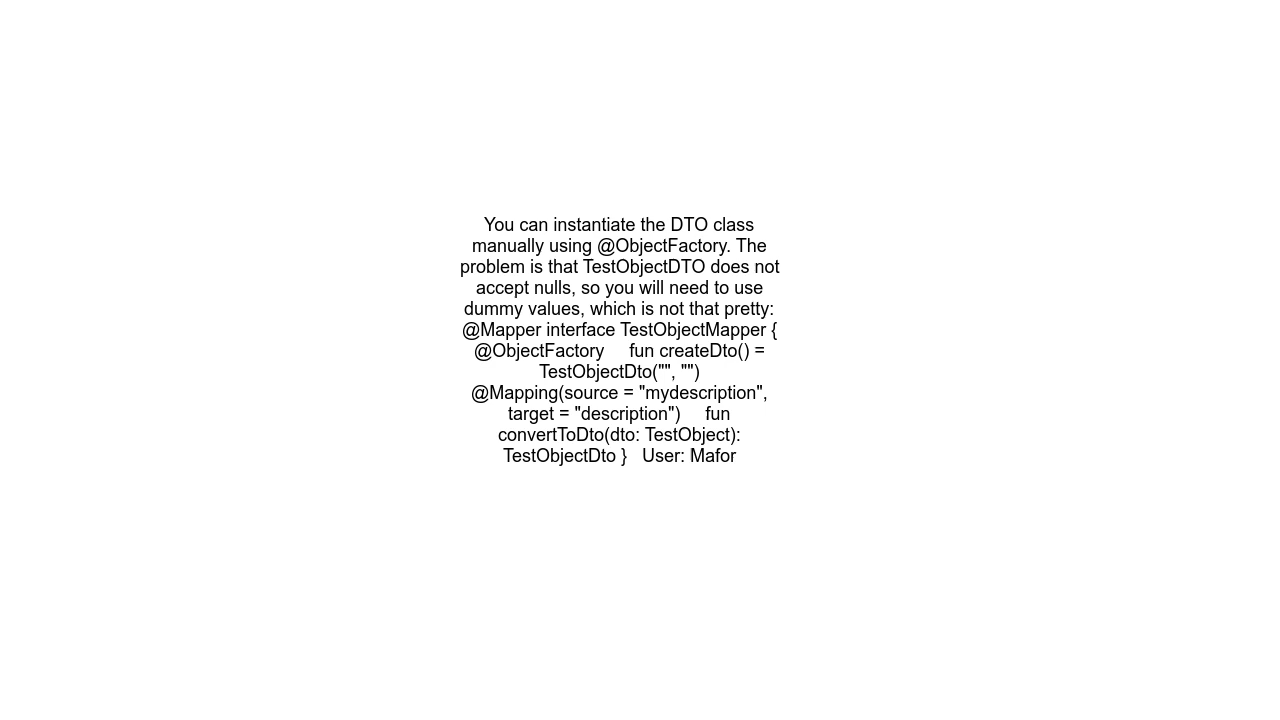 You can instantiate the DTO class
manually using @ObjectFactory. The
problem is that TestObjectDTO does not
accept nulls, so you will need to use
dummy values, which is not that pretty:
@Mapper interface TestObjectMapper {
@ObjectFactory     fun createDto() =
TestObjectDto("", "")
@Mapping(source = "mydescription",
target = "description")     fun
convertToDto(dto: TestObject):
TestObjectDto }   User: Mafor